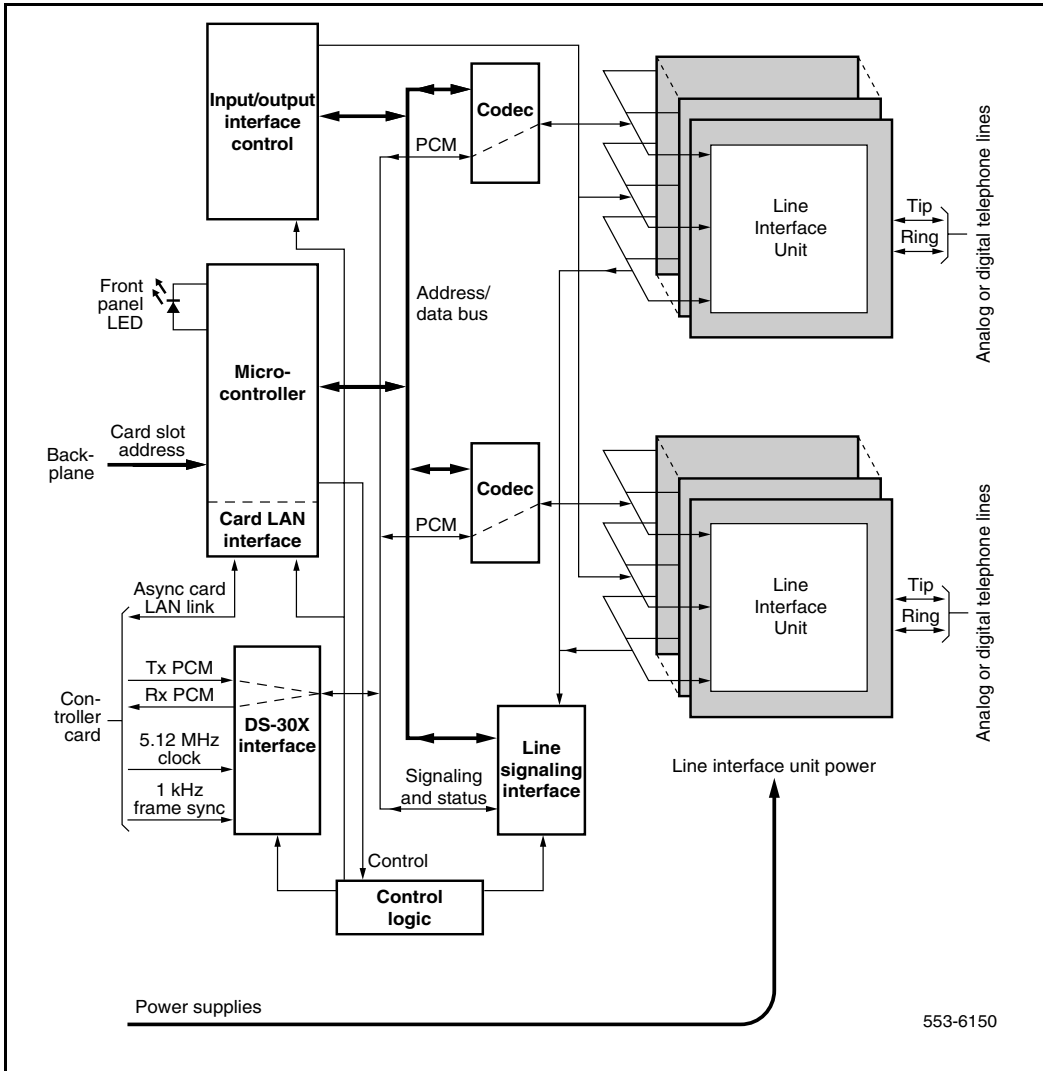 Input/output
interface
control
Codec
PCM
Line
Interface
Unit
Tip
Ring
Analog or digital telephone lines
Front
panel
LED
Address/
data bus
Micro-
controller
Card slot
address
Back-
plane
Card LAN
interface
Codec
PCM
Line
Interface
Unit
Tip
Ring
Analog or digital telephone lines
Async card
LAN link
Tx PCM
Rx PCM
Con-
troller
card
DS-30X
interface
5.12 MHz
clock
1 kHz
frame sync
Signaling
and status
Line
signaling
interface
Line interface unit power
Control
Control
logic
Power supplies
553-6150